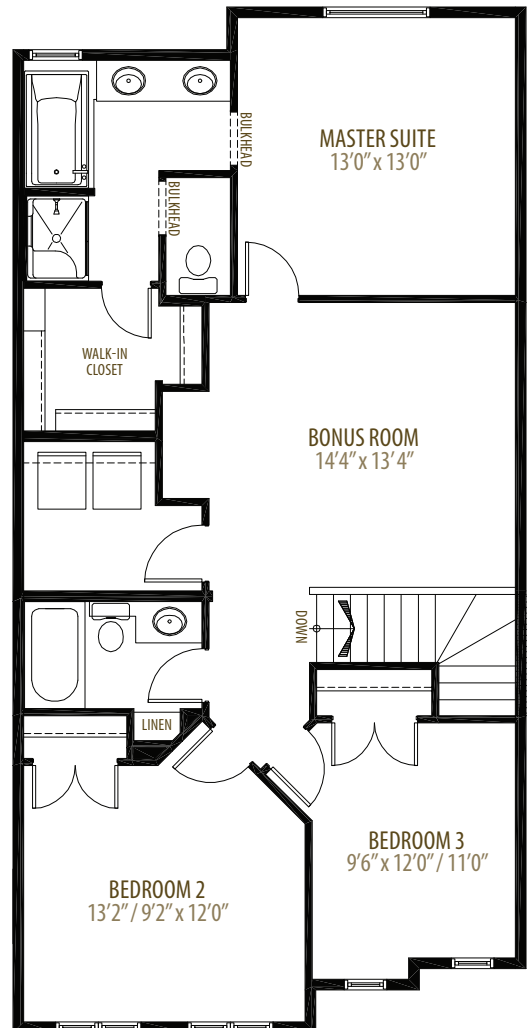 MASTER SUITE
13'0" x 13'0"
BULKHEAD
BULKHEAD
WALK-IN
CLOSET
BONUS ROOM
14'4" x 13'4"
DOWN
LINEN
BEDROOM 3
9'6" x 12'0" / 11'0"
BEDROOM 2
13'2" / 9'2" x 12'0"